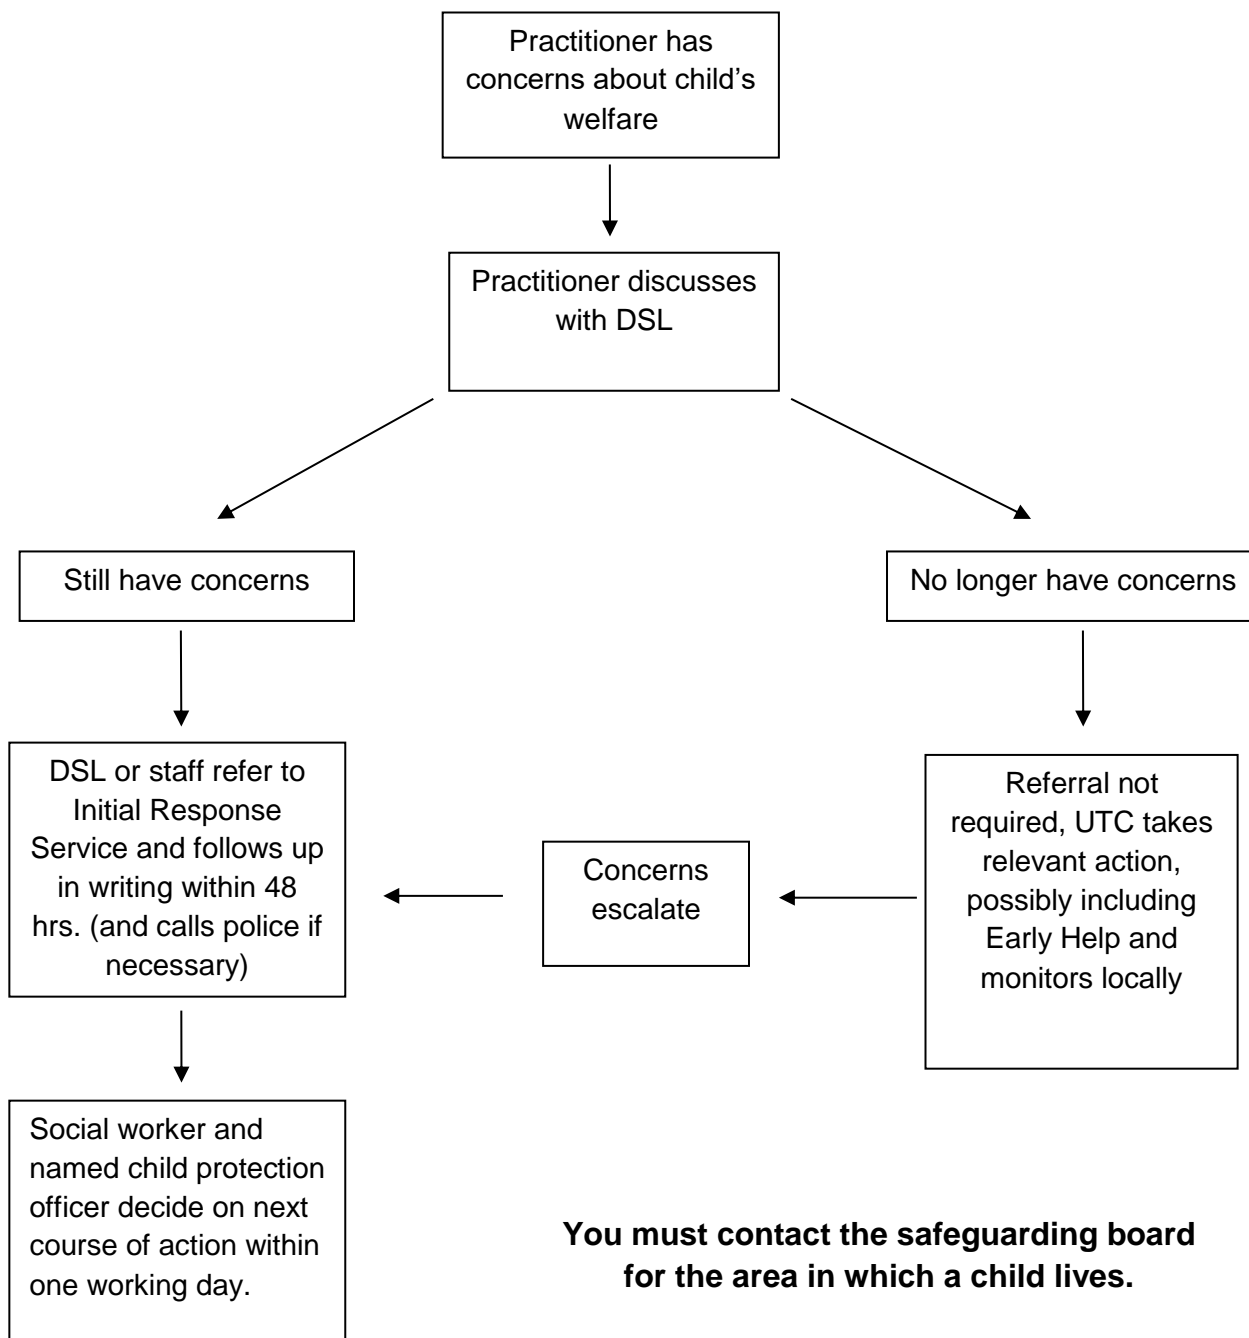 Practitioner has
concerns about child’s
welfare
Practitioner discusses
with DSL
Still have concerns
No longer have concerns
DSL or staff refer to
Initial Response
Service and follows up
in writing within 48
hrs. (and calls police if
necessary)
Concerns
escalate
Referral not
required, UTC takes
relevant action,
possibly including
Early Help and
monitors locally
Social worker and
named child protection
officer decide on next
course of action within
one working day.
You must contact the safeguarding board
for the area in which a child lives.